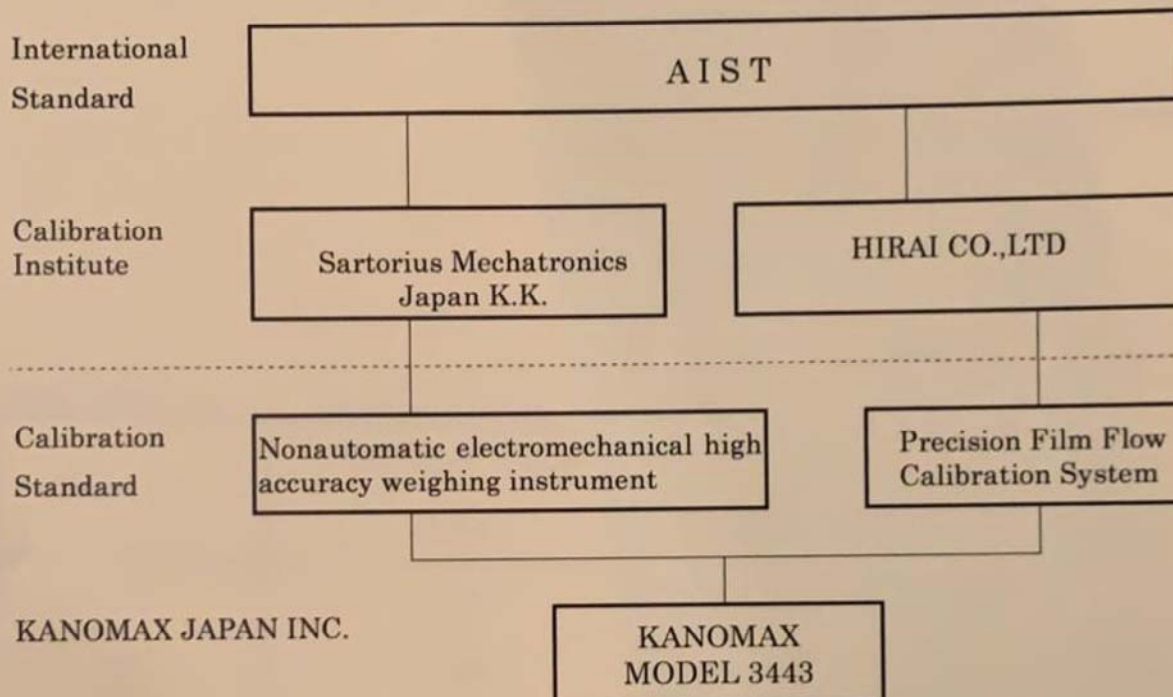 International
Standard
A I S T
Calibration
Institute
Sartorius Mechatronics
Japan K.K.
HIRAI CO.,LTD
Calibration
Standard
Nonautomatic electromechanical high
accuracy weighing instrument
Precision Film Flow
Calibration System
KANOMAX JAPAN INC.
KANOMAX
MODEL 3443